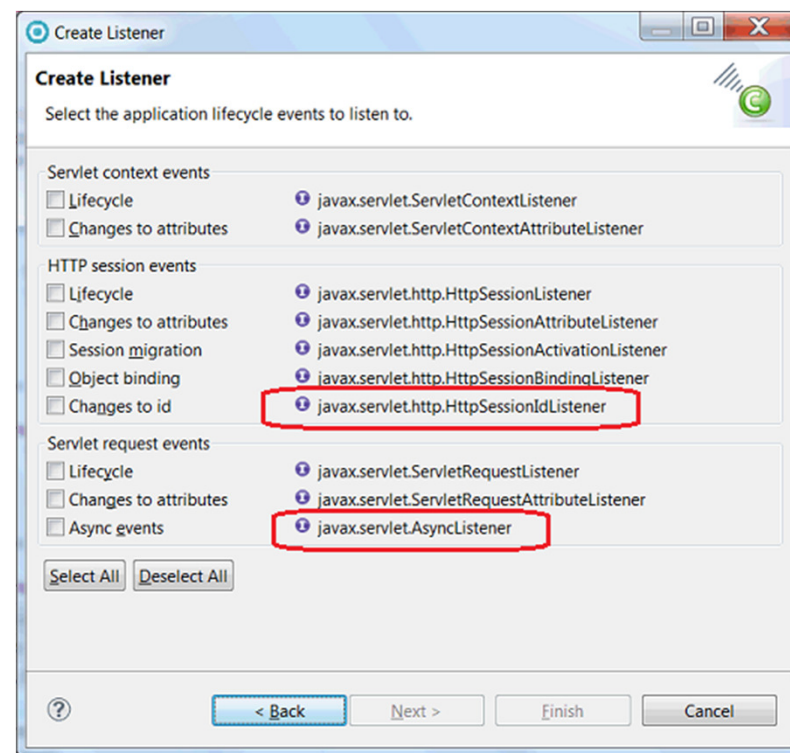 Create Listener
Create Listener
Select the application lifecycle events to listen to.
C
Servlet context events
Lifecycle javax.servlet.ServletContextListener
Changes to attributes javax.servlet.ServletContextAttributeListener
HTTP session events
Lifecycle javax.servlet.http.HttpSessionListener
Changes to attributes javax.servlet.http.HttpSessionAttributeListener
Session migration javax.servlet.http.HttpSessionActivationListener
Object binding javax.servlet.http.HttpSessionBindingListener
Changes to id javax.servlet.http.HttpSessionIdListener
Servlet request events
Lifecycle javax.servlet.ServletRequestListener
Changes to attributes javax.servlet.ServletRequestAttributeListener
Async events javax.servlet.AsyncListener
Select All Deselect All
? < Back Next > Finish Cancel